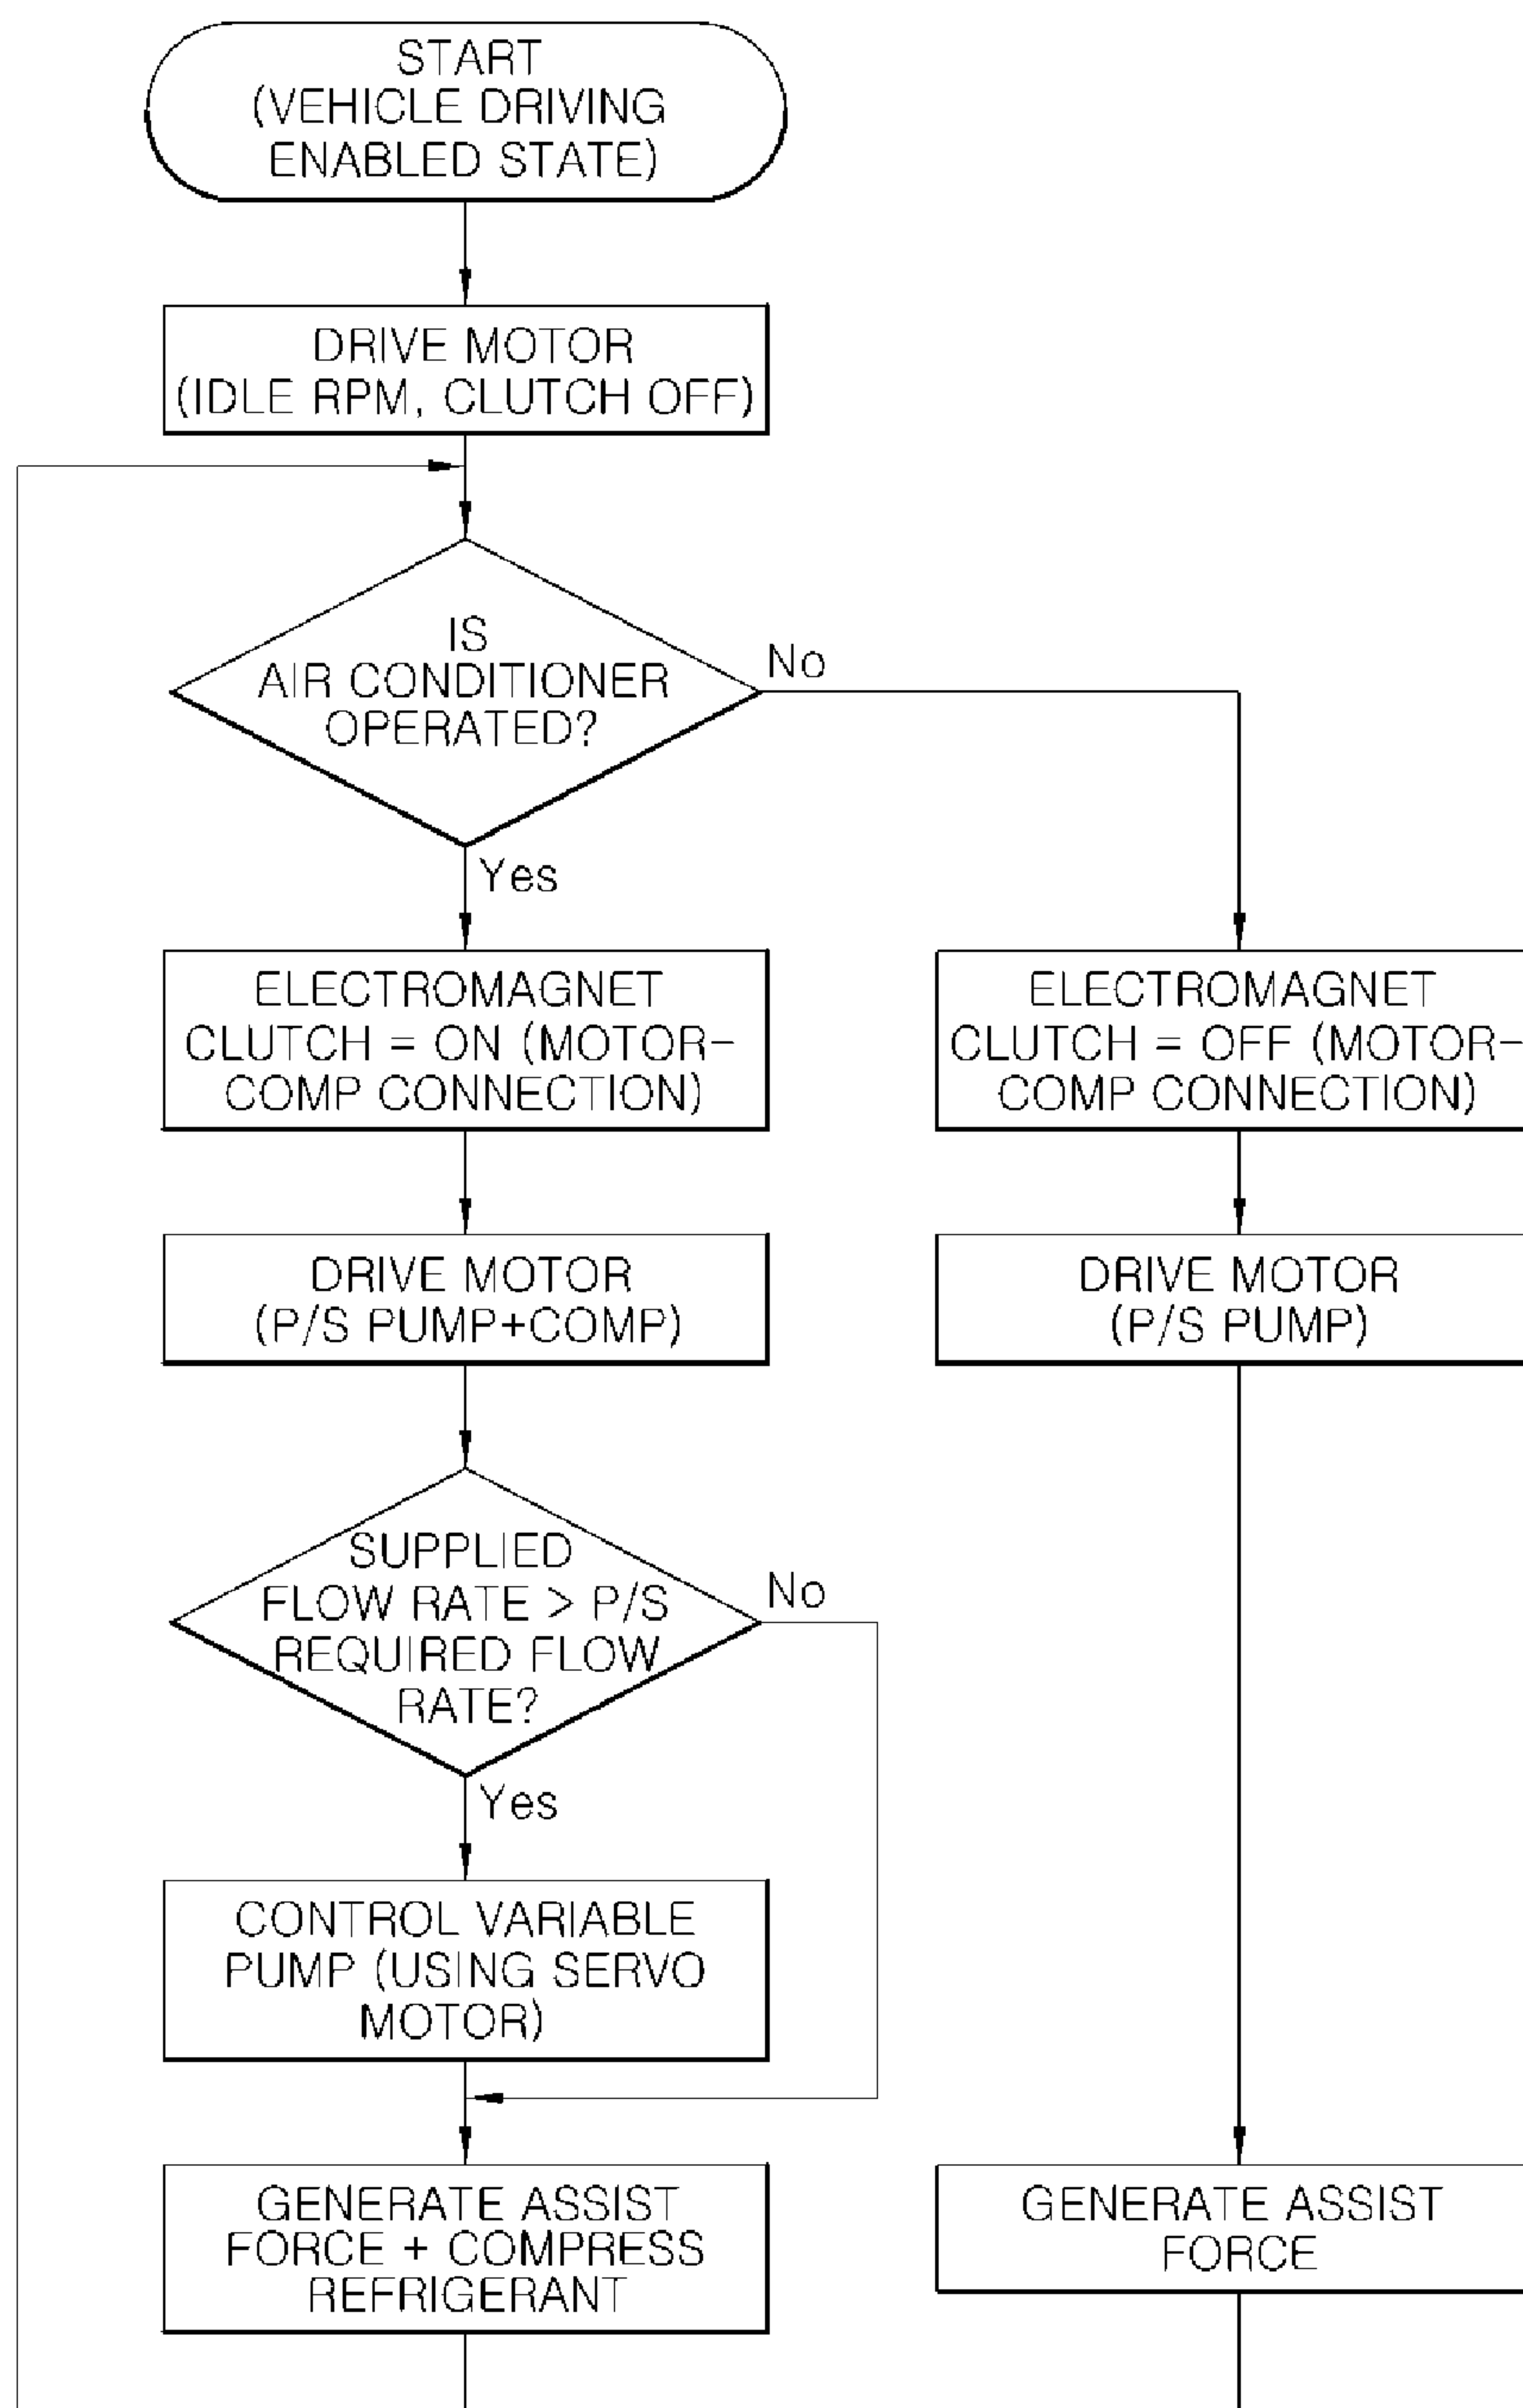 START
(VEHICLE DRIVING
ENABLED STATE)
DRIVE MOTOR
(IDLE RPM, CLUTCH OFF)
IS
AIR CONDITIONER
OPERATED?
No
Yes
ELECTROMAGNET
CLUTCH = ON (MOTOR-
COMP CONNECTION)
ELECTROMAGNET
CLUTCH = OFF (MOTOR-
COMP CONNECTION)
DRIVE MOTOR
(P/S PUMP+COMP)
DRIVE MOTOR
(P/S PUMP)
SUPPLIED
FLOW RATE > P/S
REQUIRED FLOW
RATE?
No
Yes
CONTROL VARIABLE
PUMP (USING SERVO
MOTOR)
GENERATE ASSIST
FORCE + COMPRESS
REFRIGERANT
GENERATE ASSIST
FORCE